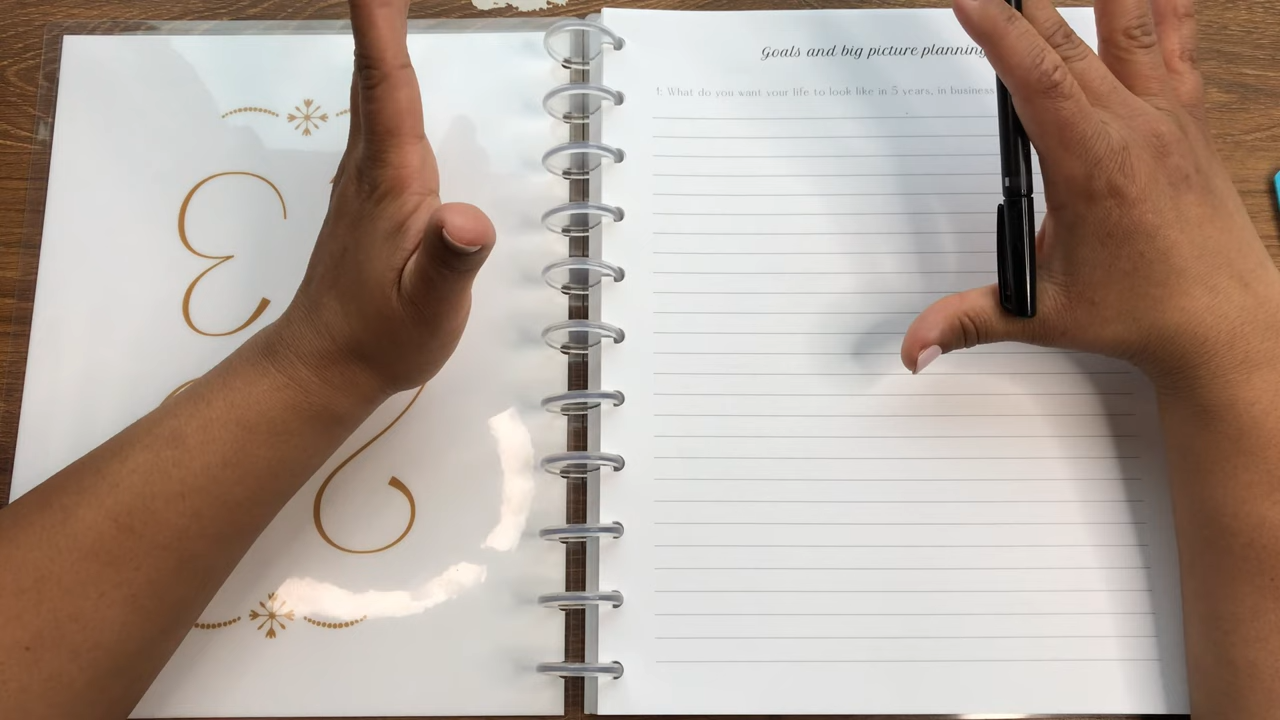 Goals and big picture planning
1: What do you want your life to look like in 5 years, in business